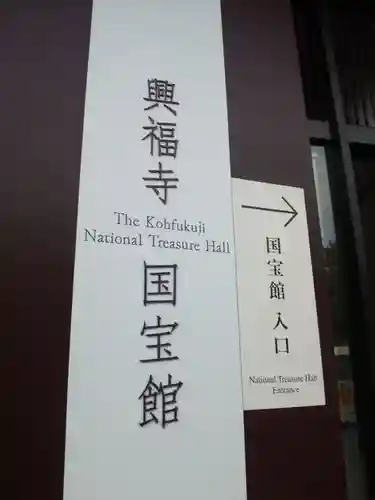 興福寺
The Kohfukuji
National Treasure Hall
国宝館
国宝館 入口
National Treasure Hall
Entrance